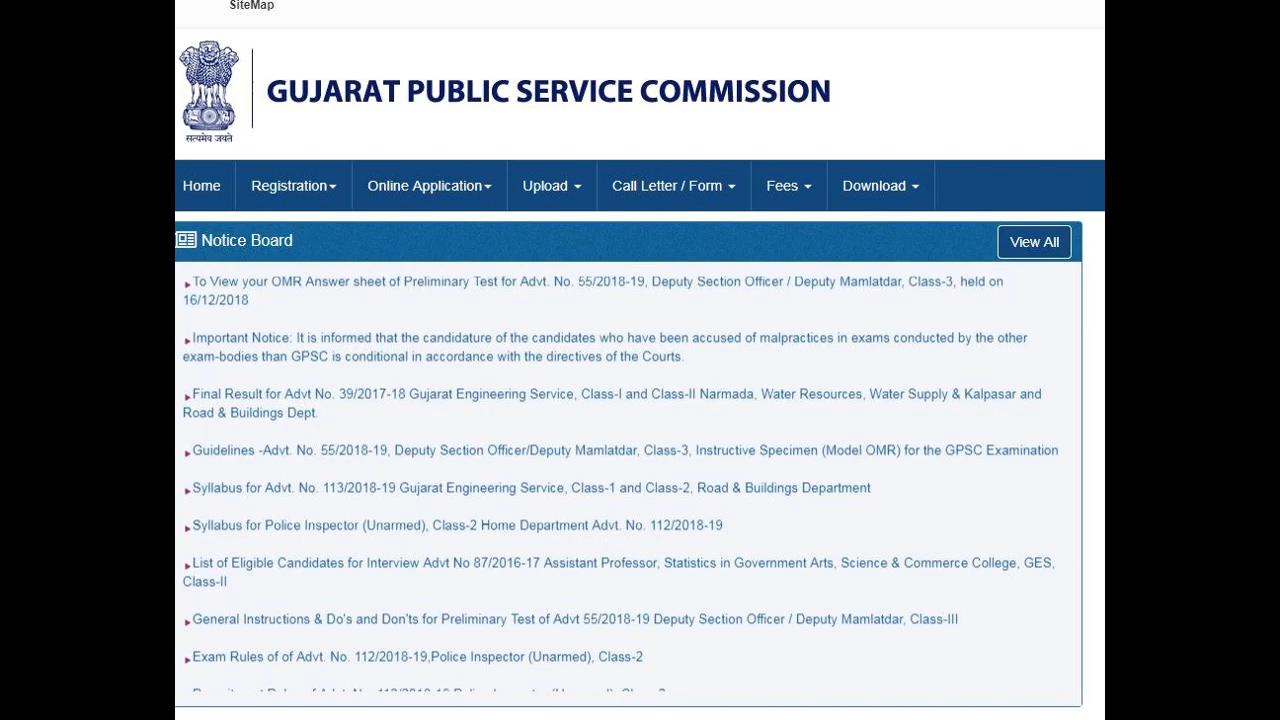 SiteMap
GUJARAT PUBLIC SERVICE COMMISSION
सत्यमेव जयते
Home Registration Online Application Upload Call Letter / Form Fees Download
Notice Board View All
To View your OMR Answer sheet of Preliminary Test for Advt. No. 55/2018-19, Deputy Section Officer / Deputy Mamlatdar, Class-3, held on
16/12/2018
Important Notice: It is informed that the candidature of the candidates who have been accused of malpractices in exams conducted by the other
exam-bodies than GPSC is conditional in accordance with the directives of the Courts.
Final Result for Advt No. 39/2017-18 Gujarat Engineering Service, Class-I and Class-II Narmada, Water Resources, Water Supply & Kalpasar and
Road & Buildings Dept.
Guidelines -Advt. No. 55/2018-19, Deputy Section Officer/Deputy Mamlatdar, Class-3, Instructive Specimen (Model OMR) for the GPSC Examination
Syllabus for Advt. No. 113/2018-19 Gujarat Engineering Service, Class-1 and Class-2, Road & Buildings Department
Syllabus for Police Inspector (Unarmed), Class-2 Home Department Advt. No. 112/2018-19
List of Eligible Candidates for Interview Advt No 87/2016-17 Assistant Professor, Statistics in Government Arts, Science & Commerce College, GES,
Class-II
General Instructions & Do's and Don'ts for Preliminary Test of Advt 55/2018-19 Deputy Section Officer / Deputy Mamlatdar, Class-III
Exam Rules of of Advt. No. 112/2018-19,Police Inspector (Unarmed), Class-2